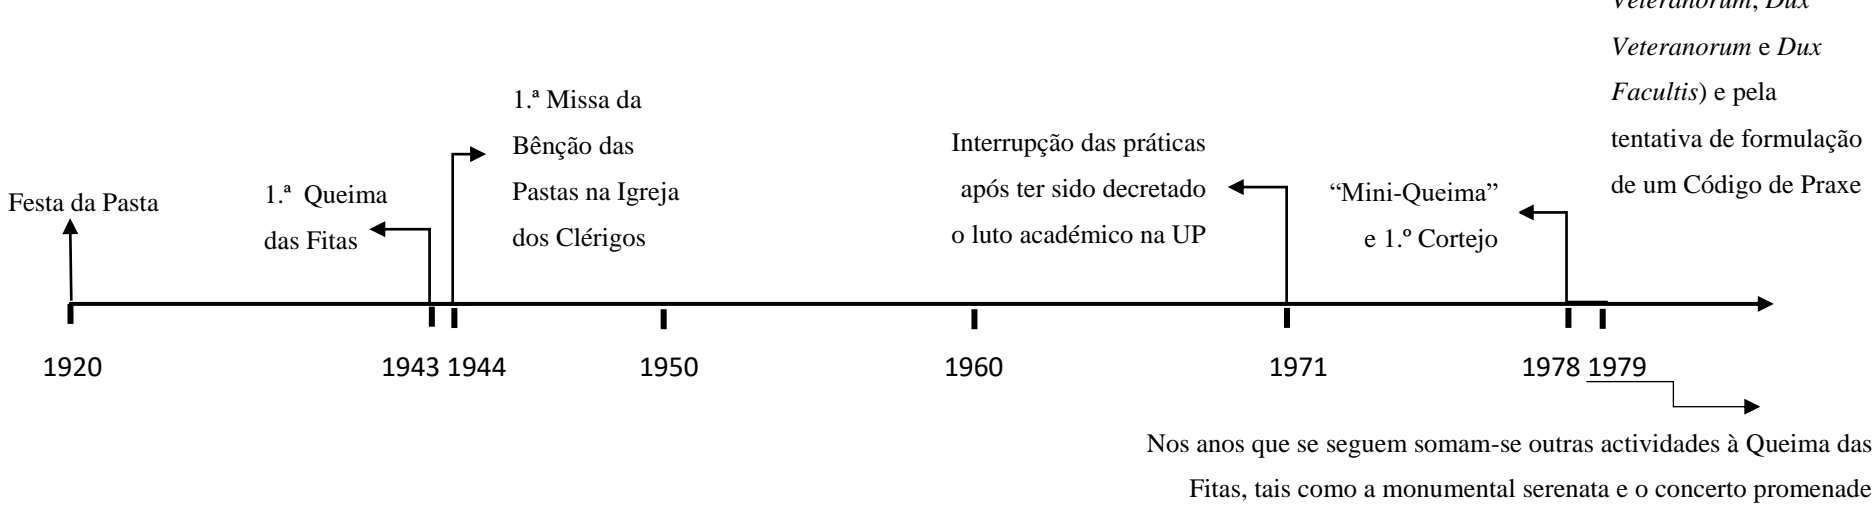 Veteranorum, Dux
Veteranorum e Dux
Facultis) e pela
tentativa de formulação
de um Código de Praxe
1.ª Missa da
Bênção das
Pastas na Igreja
dos Clérigos
Interrupção das práticas
após ter sido decretado
o luto académico na UP
“Mini-Queima”
e 1.º Cortejo
Festa da Pasta
1.ª Queima
das Fitas
1920
1943
1944
1950
1960
1971
1978
1979
Nos anos que se seguem somam-se outras actividades à Queima das
Fitas, tais como a monumental serenata e o concerto promenade